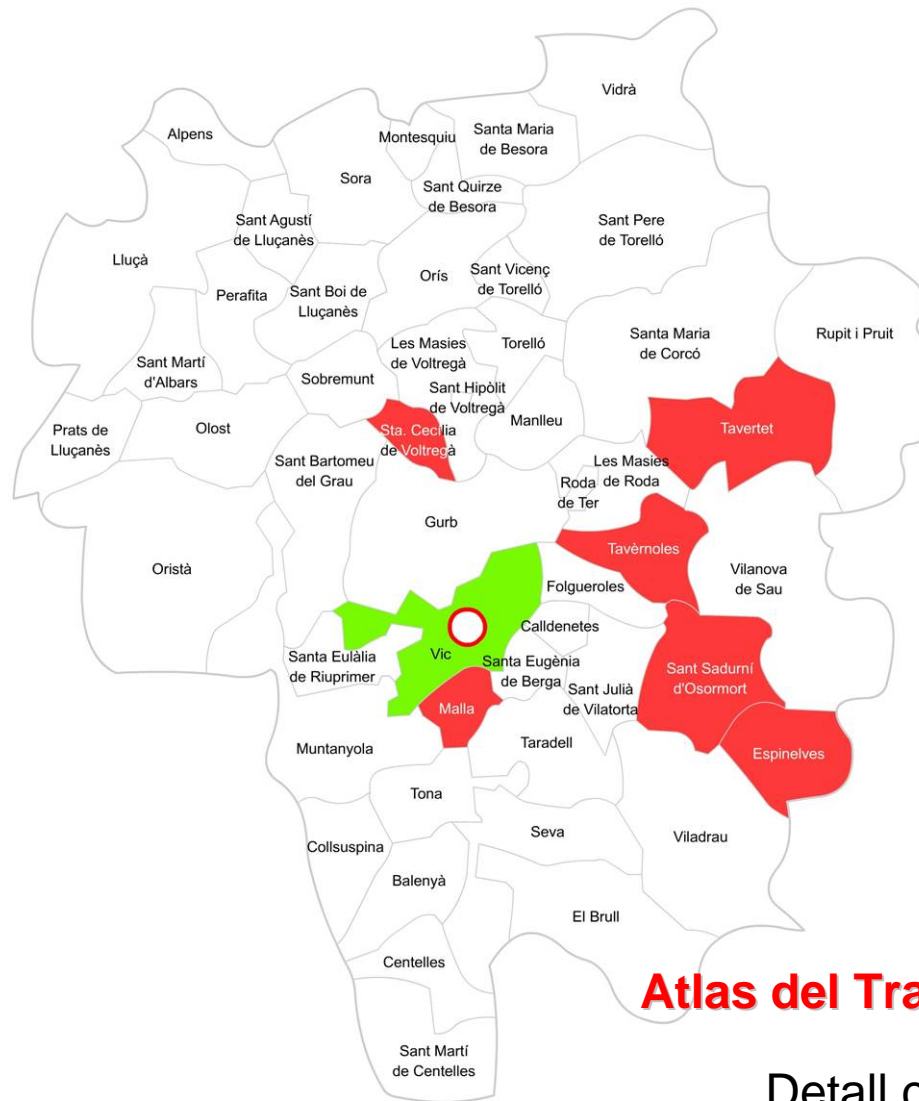 Vidrà
Alpens
Montesquiu
Santa Maria
de Besora
Sora
Sant Quirze
de Besora
Sant Agustí
de Lluçanès
Sant Pere
de Torelló
Lluçà
Orís
Sant Vicenç
de Torelló
Perafita
Sant Boi de
Lluçanès
Rupit i Pruit
Santa Maria
de Corcó
Les Masies
de Voltregà
Torelló
Sant Martí
d'Albars
Sobremunt
Sant Hipòlit
de Voltregà
Manlleu
Prats de
Lluçanès
Olost
Sta. Cecília
de Voltregà
Tavertet
Sant Bartomeu
del Grau
Les Masies
de Roda
Roda
de Ter
Gurb
Tavèrnoles
Oristà
Vilanova
de Sau
Folgueroles
Calldenetes
Santa Eulàlia
de Riuprimer
Vic
Santa Eugènia
de Berga
Sant Sadurní
d'Osormort
Sant Julià
de Vilatorta
Malla
Taradell
Muntanyola
Espinelves
Tona
Seva
Viladrau
Collsuspina
Balenyà
El Brull
Centelles
Atlas del Tra
Sant Martí
de Centelles
Detall